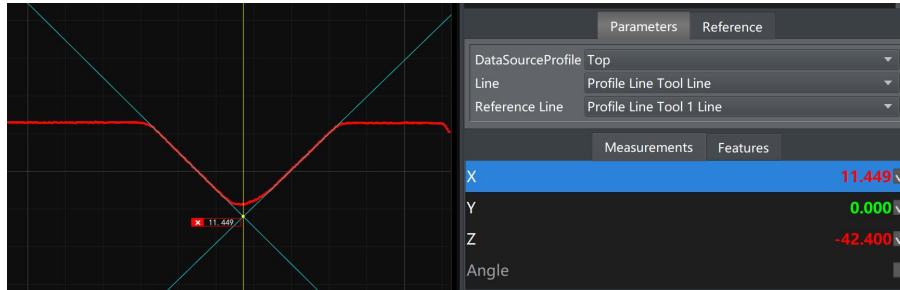 Parameters Reference
DataSourceProfile Top
Line Profile Line Tool Line
Reference Line Profile Line Tool 1 Line
Measurements Features
X 11.449
Y 0.000
Z -42.400
Angle
11.449